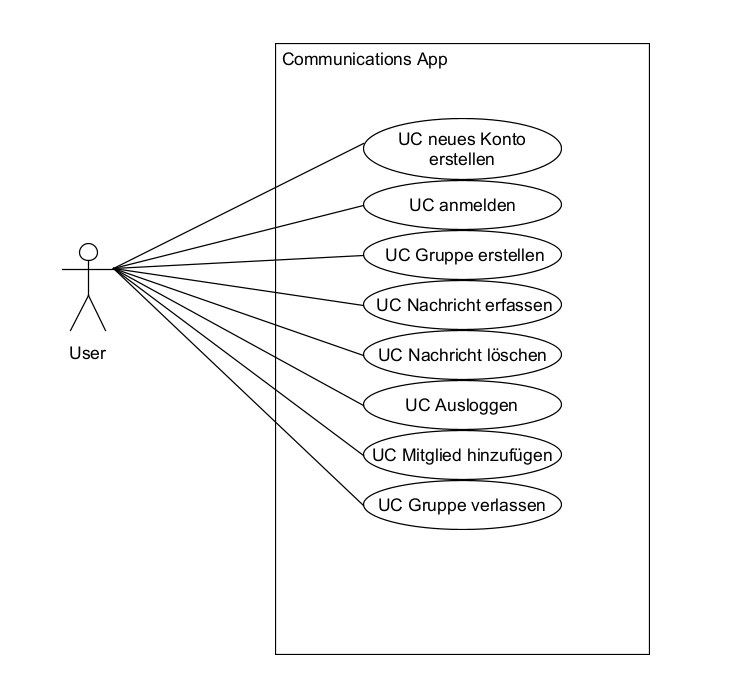 Communications App
UC neues Konto
erstellen
UC anmelden
UC Gruppe erstellen
UC Nachricht erfassen
UC Nachricht löschen
User
UC Ausloggen
UC Mitglied hinzufügen
UC Gruppe verlassen